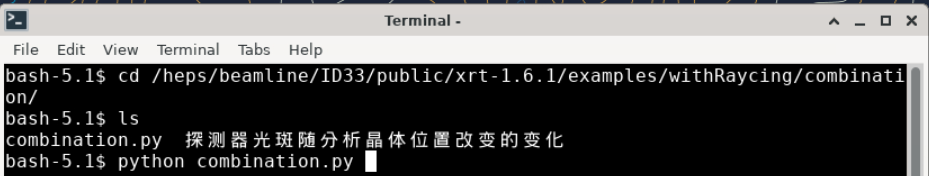 Terminal -
File Edit View Terminal Tabs Help
bash-5.1$ cd /heps/beamline/ID33/public/xrt-1.6.1/examples/withRaycing/combinati
on/
bash-5.1$ ls
combination.py 探测器光斑随分析晶体位置改变的变化
bash-5.1$ python combination.py